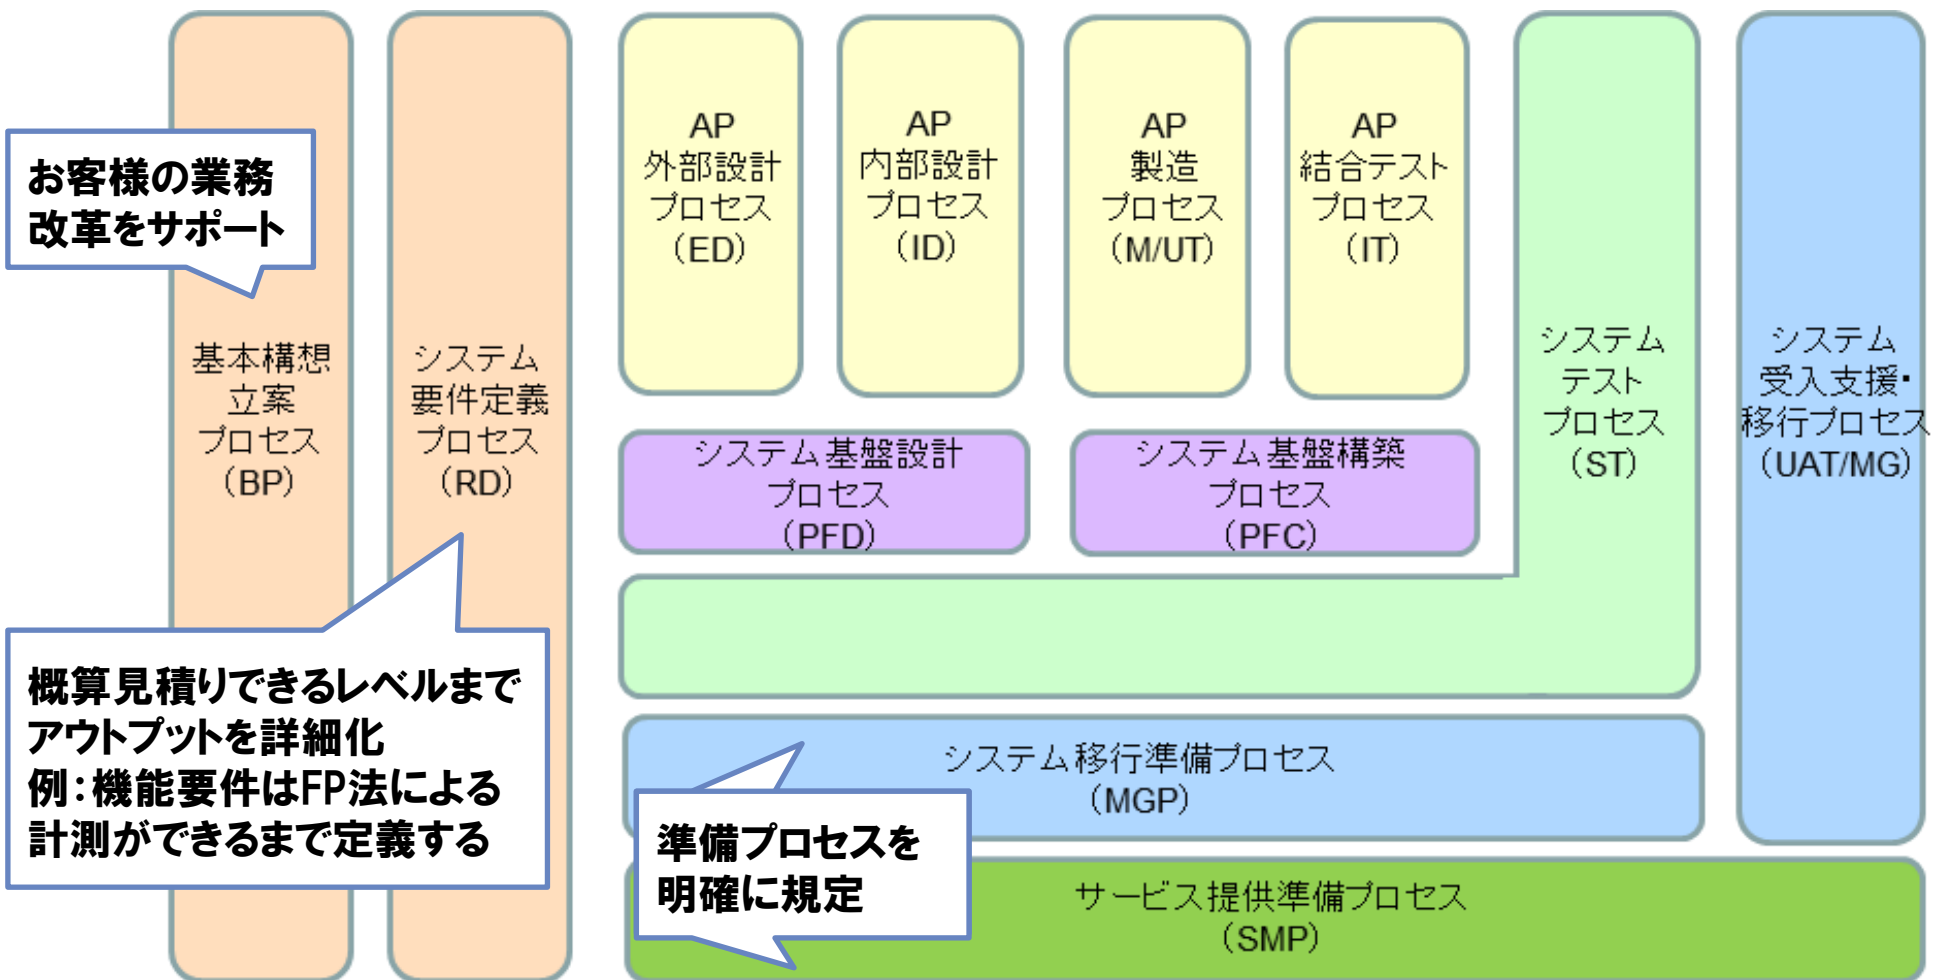 お客様の業務
改革をサポート
基本構想
立案
プロセス
（BP）
システム
要件定義
プロセス
（RD）
概算見積りできるレベルまで
アウトプットを詳細化
例：機能要件はFP法による
計測ができるまで定義する
AP
外部設計
プロセス
（ED）
AP
内部設計
プロセス
（ID）
AP
製造
プロセス
（M/UT）
AP
結合テスト
プロセス
（IT）
システム基盤設計
プロセス
（PFD）
システム基盤構築
プロセス
（PFC）
システム
テスト
プロセス
（ST）
システム
受入支援・
移行プロセス
（UAT/MG）
システム移行準備プロセス
（MGP）
準備プロセスを
明確に規定
サービス提供準備プロセス
（SMP）